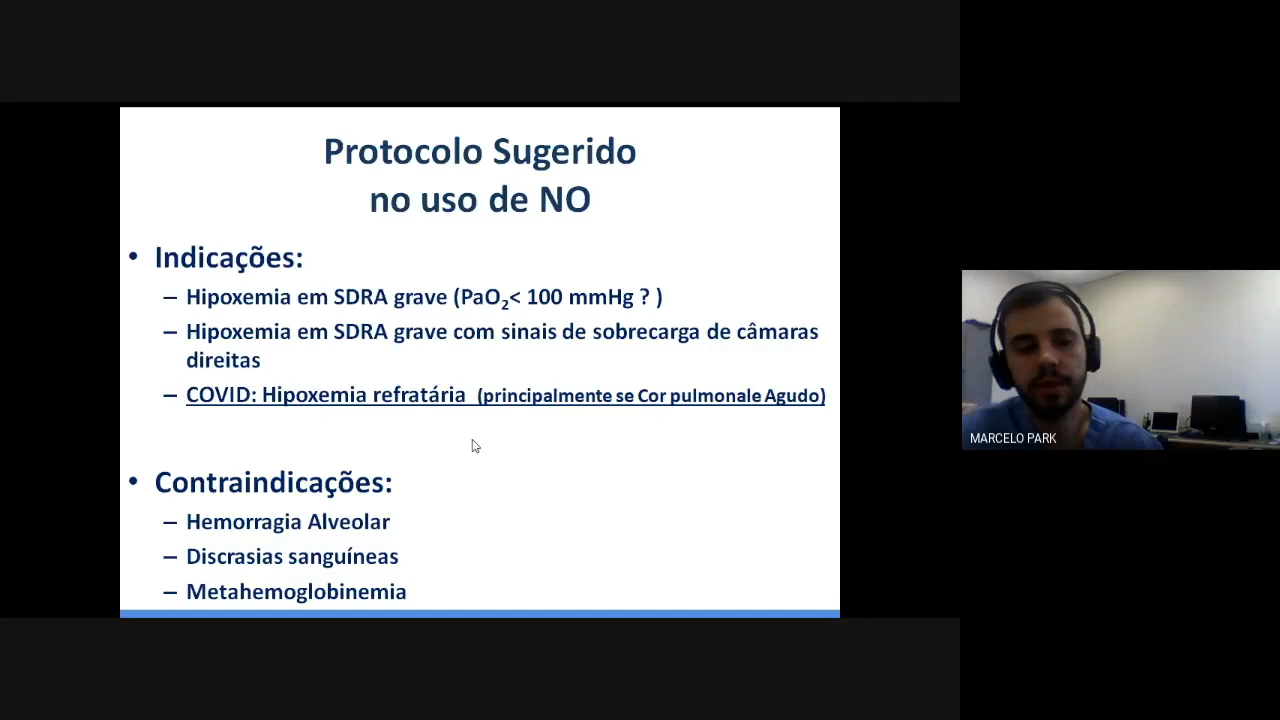 Protocolo Sugerido
no uso de NO
• Indicações:
– Hipoxemia em SDRA grave (PaO₂< 100 mmHg ? )
– Hipoxemia em SDRA grave com sinais de sobrecarga de câmaras
direitas
– COVID: Hipoxemia refratária (principalmente se Cor pulmonale Agudo)
• Contraindicações:
– Hemorragia Alveolar
– Discrasias sanguíneas
– Metahemoglobinemia
MARCELO PARK